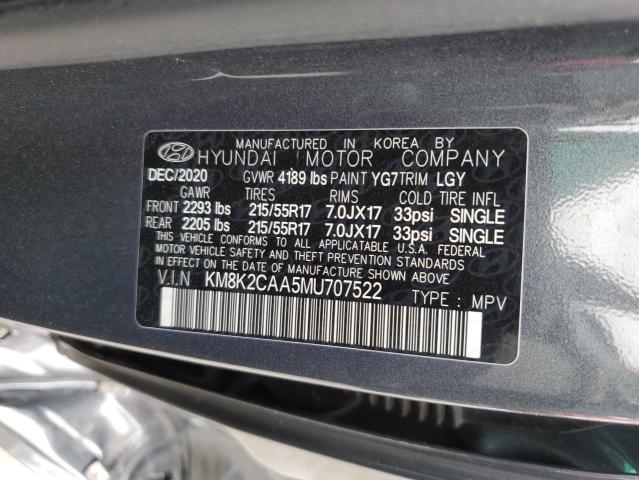 MANUFACTURED IN KOREA BY
HYUNDAI MOTOR COMPANY
DEC/2020 GVWR 4189 lbs PAINT YG7 TRIM LGY
GAWR TIRES RIMS COLD TIRE INFL
FRONT 2293 lbs 215/55R17 7.0JX17 33psi SINGLE
REAR 2205 lbs 215/55R17 7.0JX17 33psi SINGLE
THIS VEHICLE CONFORMS TO ALL APPLICABLE U.S.A. FEDERAL
MOTOR VEHICLE SAFETY AND THEFT PREVENTION STANDARDS
IN EFFECT ON THE DATE OF MANUFACTURE SHOWN ABOVE.
V.I.N KM8K2CAA5MU707522 TYPE : MPV